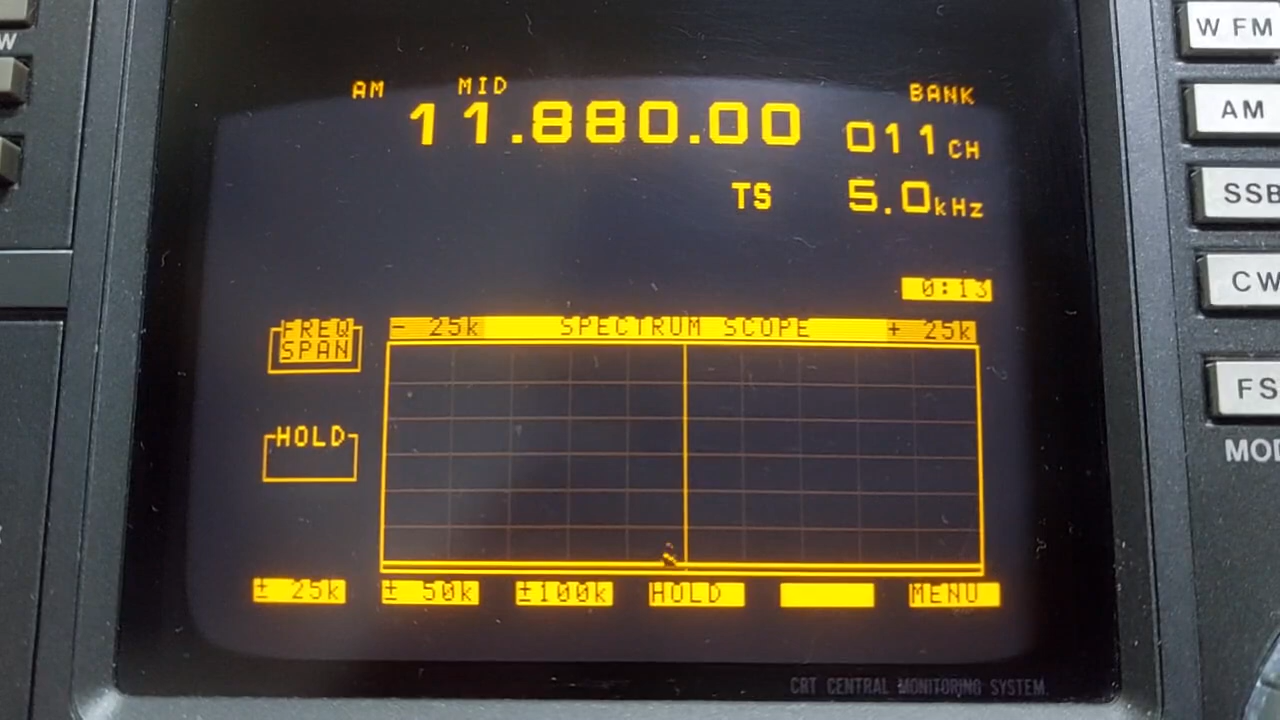 AM MID BANK
11.880.00 011CH
TS 5.0kHz
0:13
FREQ SPAN
- 25k SPECTRUM SCOPE + 25k
HOLD
± 25k ± 50k ±100k HOLD MENU
CRT CENTRAL MONITORING SYSTEM.
W
W FM
AM
SSB
CW
FS
MOD